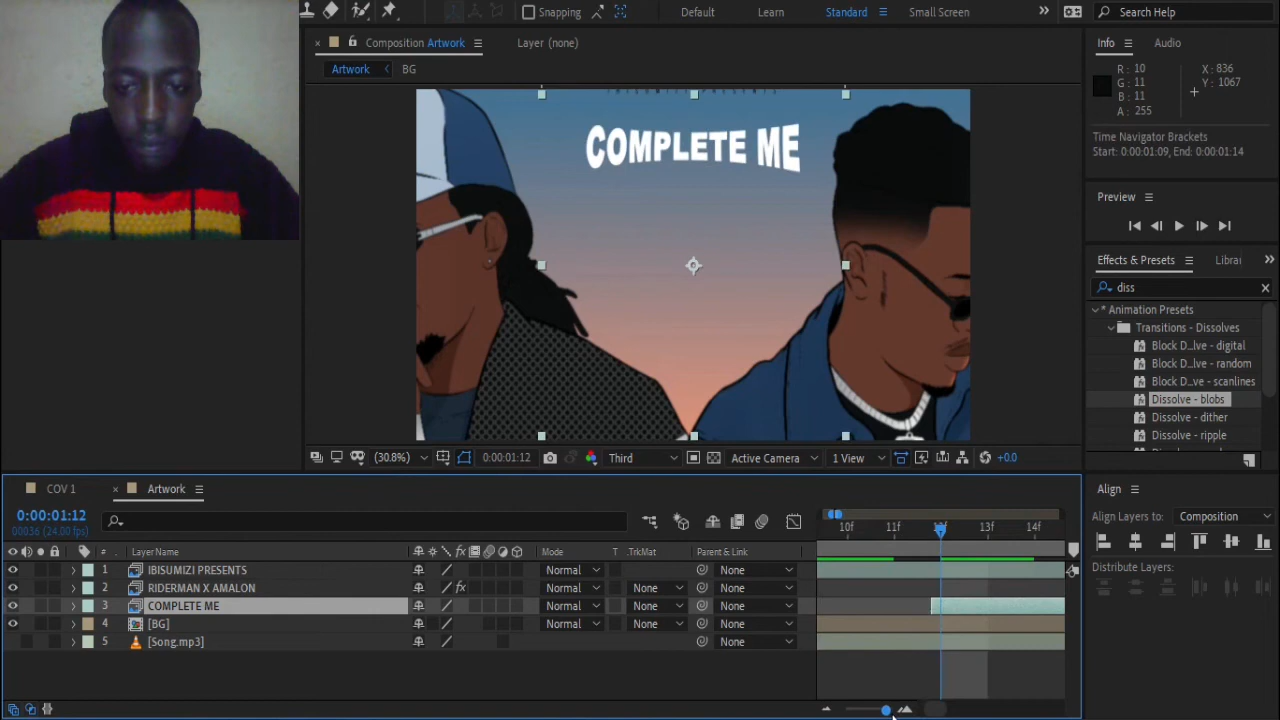 Snapping
Default
Learn
Standard
Small Screen
Search Help
Composition Artwork
Layer (none)
Info
Audio
Artwork
BG
R: 10
G: 11
B: 11
A: 255
X: 836
Y: 1067
COMPLETE ME
Time Navigator Brackets
Start: 0:00:01:09, End: 0:00:01:14
Preview
Effects & Presets
Librai
diss
* Animation Presets
Transitions - Dissolves
Block D...lve - digital
Block D...lve - random
Block D...ve - scanlines
Dissolve - blobs
Dissolve - dither
Dissolve - ripple
(30.8%)
0:00:01:12
Third
Active Camera
1 View
+0.0
COV 1
Artwork
Align
0:00:01:12
00036 (24.00 fps)
Align Layers to:
Composition
10f
11f
12f
13f
14f
# Layer Name
Mode
T .TrkMat
Parent & Link
Distribute Layers:
1 IBISUMIZI PRESENTS Normal None
2 RIDERMAN X AMALON Normal None None
3 COMPLETE ME Normal None None
4 [BG] Normal None None
5 [Song.mp3] None